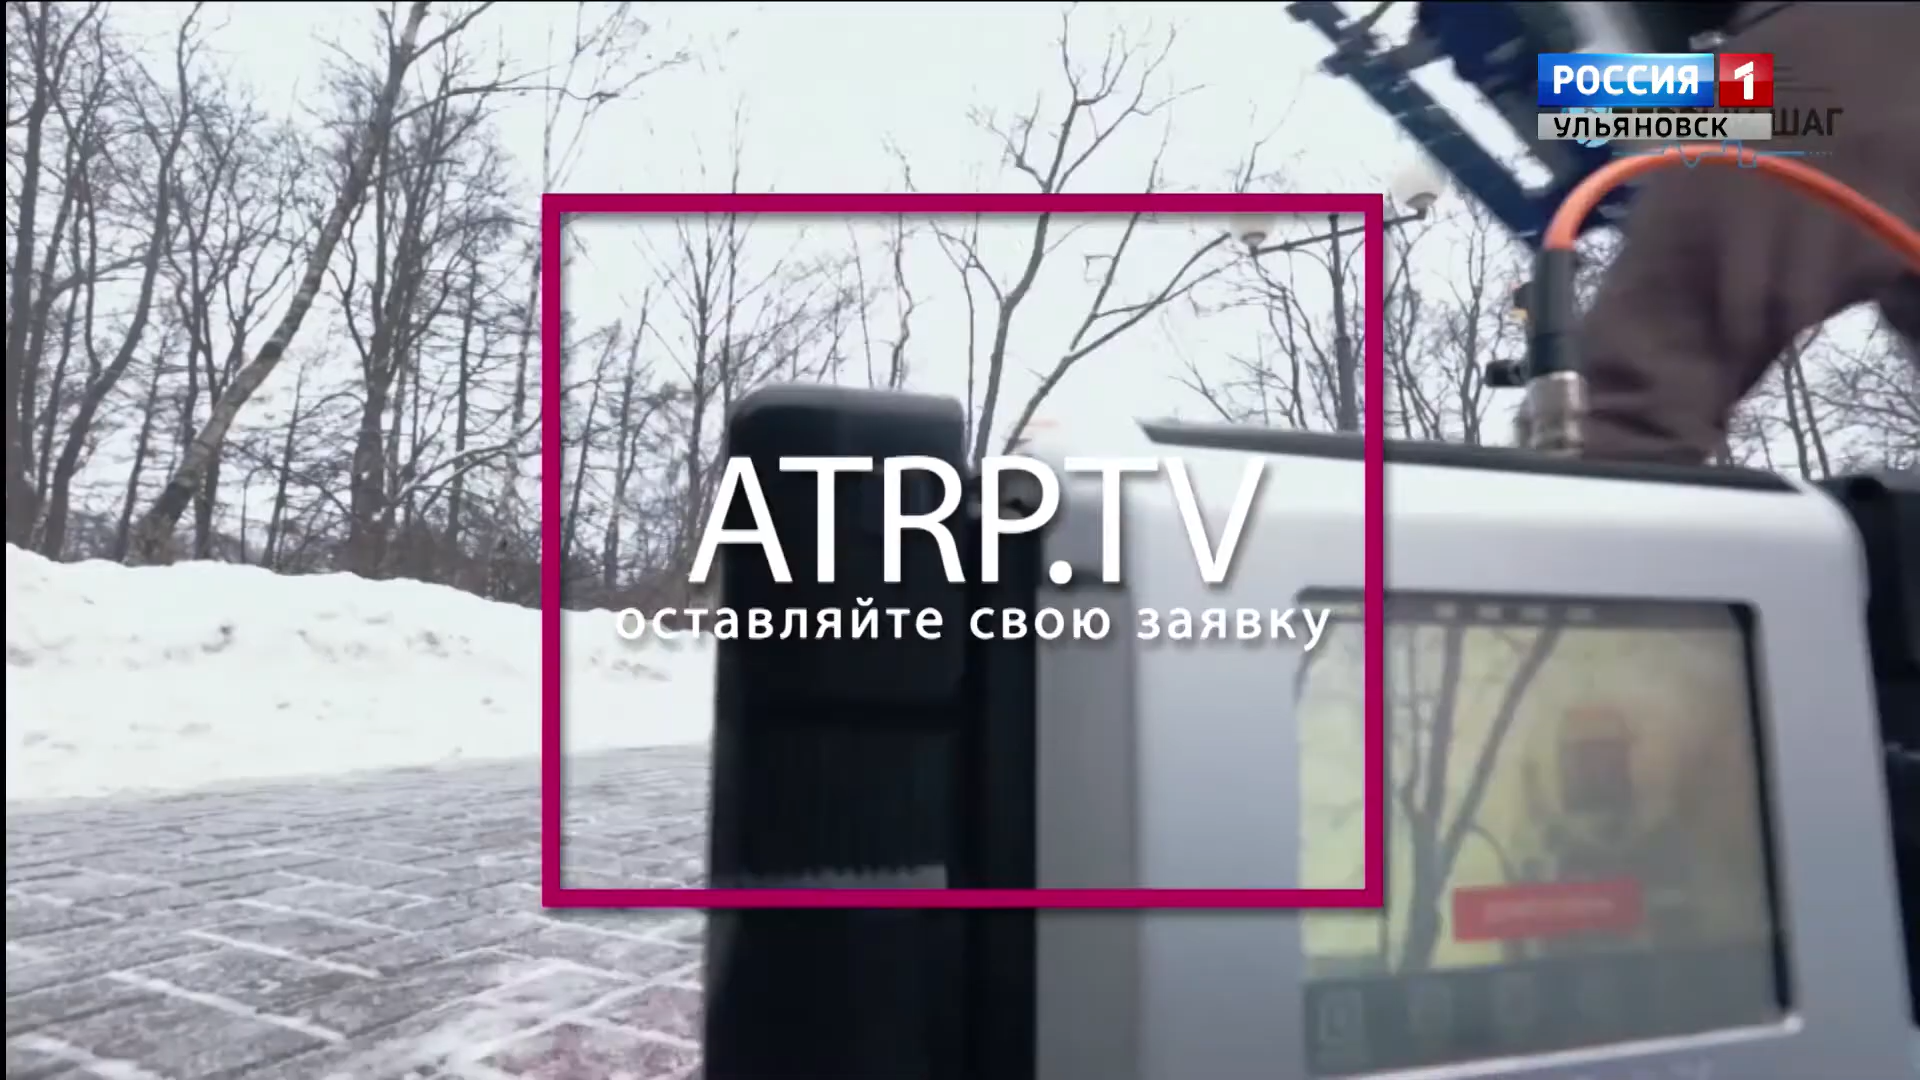 РОССИЯ 1
УЛЬЯНОВСК
ШАГ
ATRP.TV
оставляйте свою заявку